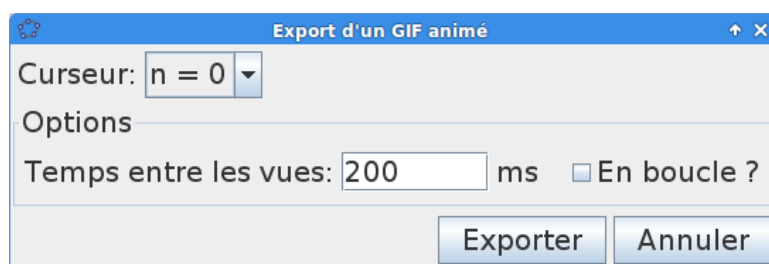 Export d'un GIF animé
Curseur: n = 0
Options
Temps entre les vues: 200 ms En boucle ?
Exporter Annuler